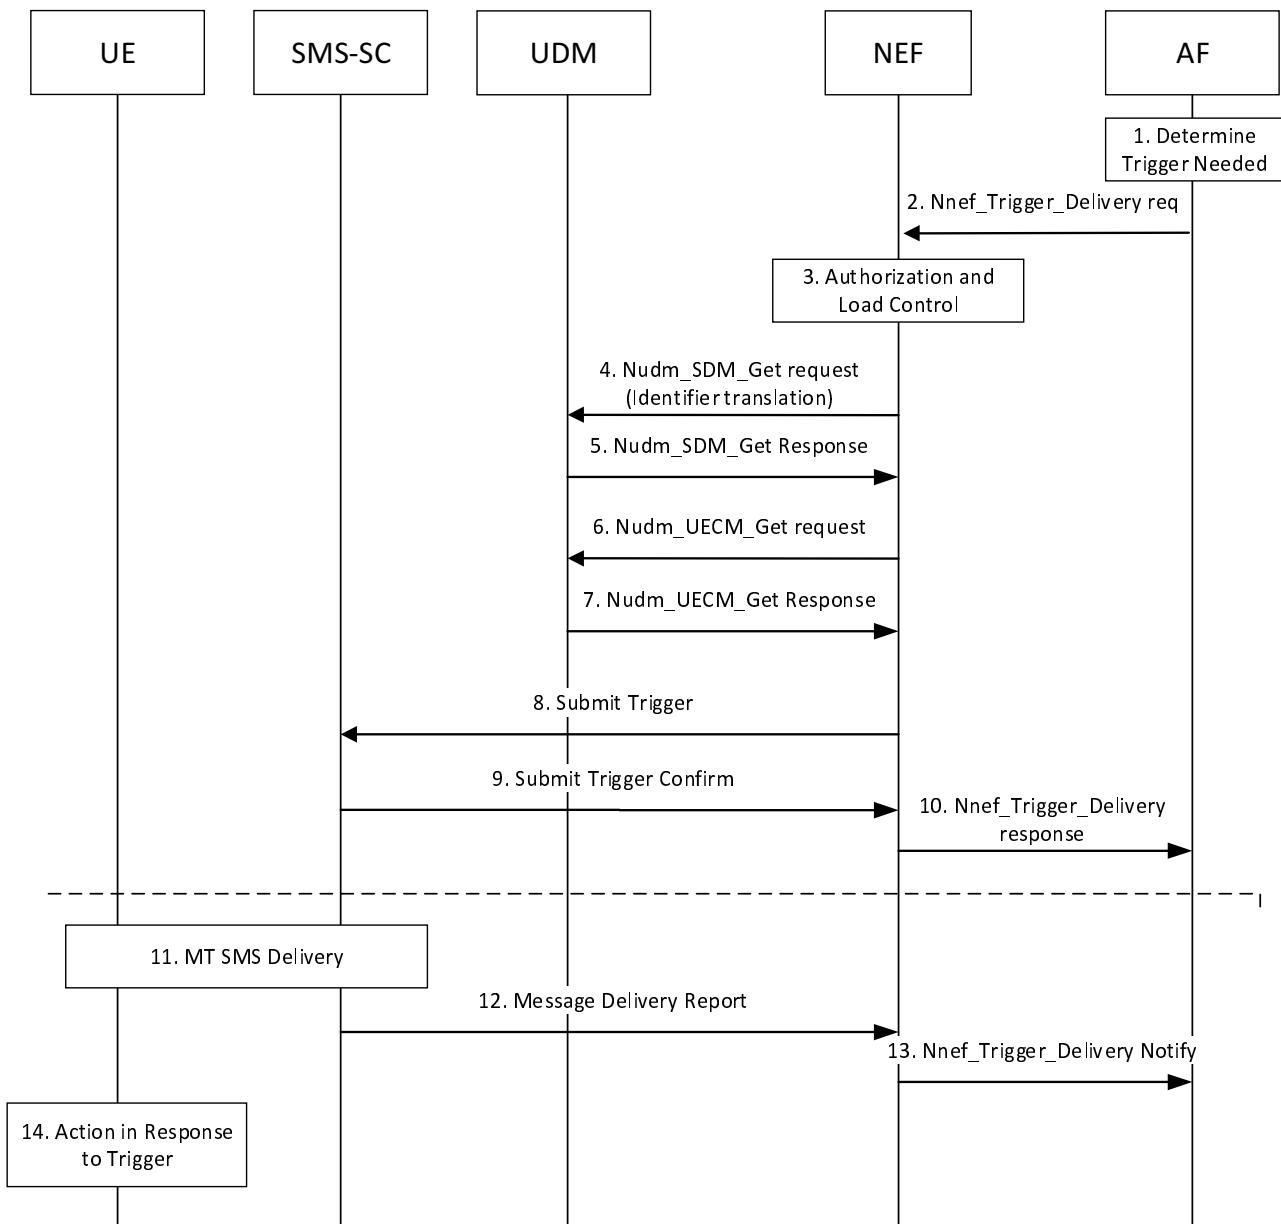 UE
SMS-SC
UDM
NEF
AF
1. Determine
Trigger Needed
2. Nnef_Trigger_Delivery req
3. Authorization and
Load Control
4. Nudm_SDM_Get request
(Identifier translation)
5. Nudm_SDM_Get Response
6. Nudm_UECM_Get request
7. Nudm_UECM_Get Response
8. Submit Trigger
9. Submit Trigger Confirm
10. Nnef_Trigger_Delivery
response
11. MT SMS Delivery
12. Message Delivery Report
13. Nnef_Trigger_Delivery Notify
14. Action in Response
to Trigger